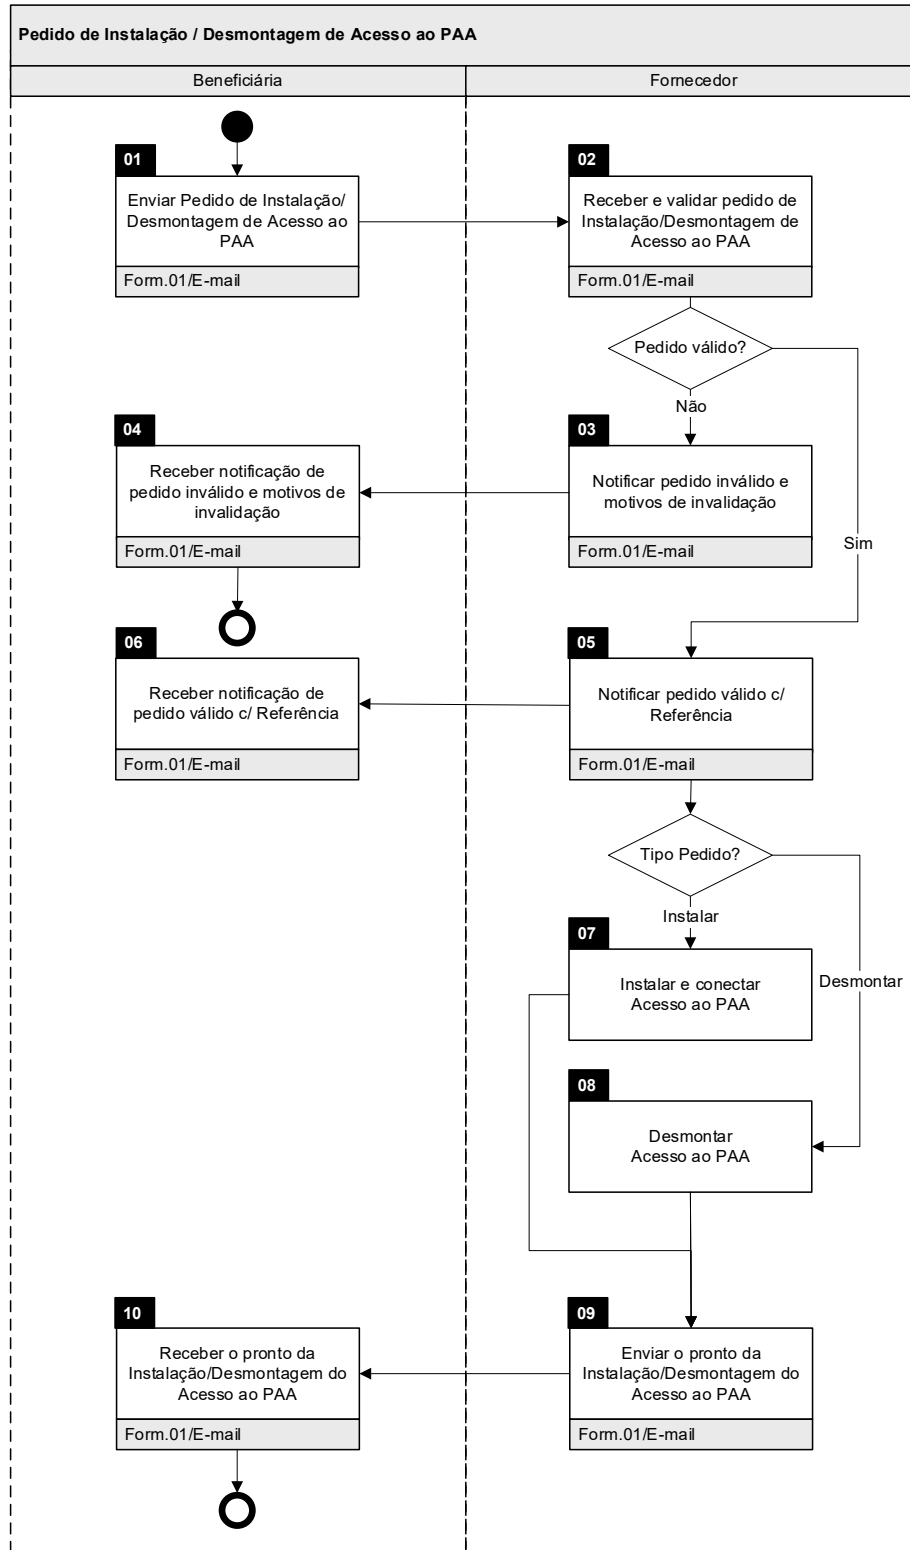 Pedido de Instalação / Desmontagem de Acesso ao PAA
Beneficiária
Fornecedor
01
Enviar Pedido de Instalação/
Desmontagem de Acesso ao
PAA
Form.01/E-mail
02
Receber e validar pedido de
Instalação/Desmontagem de
Acesso ao PAA
Form.01/E-mail
Pedido válido?
Não
Sim
03
Notificar pedido inválido e
motivos de invalidação
Form.01/E-mail
04
Receber notificação de
pedido inválido e motivos de
invalidação
Form.01/E-mail
05
Notificar pedido válido c/
Referência
Form.01/E-mail
06
Receber notificação de
pedido válido c/ Referência
Form.01/E-mail
Tipo Pedido?
Instalar
Desmontar
07
Instalar e conectar
Acesso ao PAA
08
Desmontar
Acesso ao PAA
09
Enviar o pronto da
Instalação/Desmontagem do
Acesso ao PAA
Form.01/E-mail
10
Receber o pronto da
Instalação/Desmontagem do
Acesso ao PAA
Form.01/E-mail